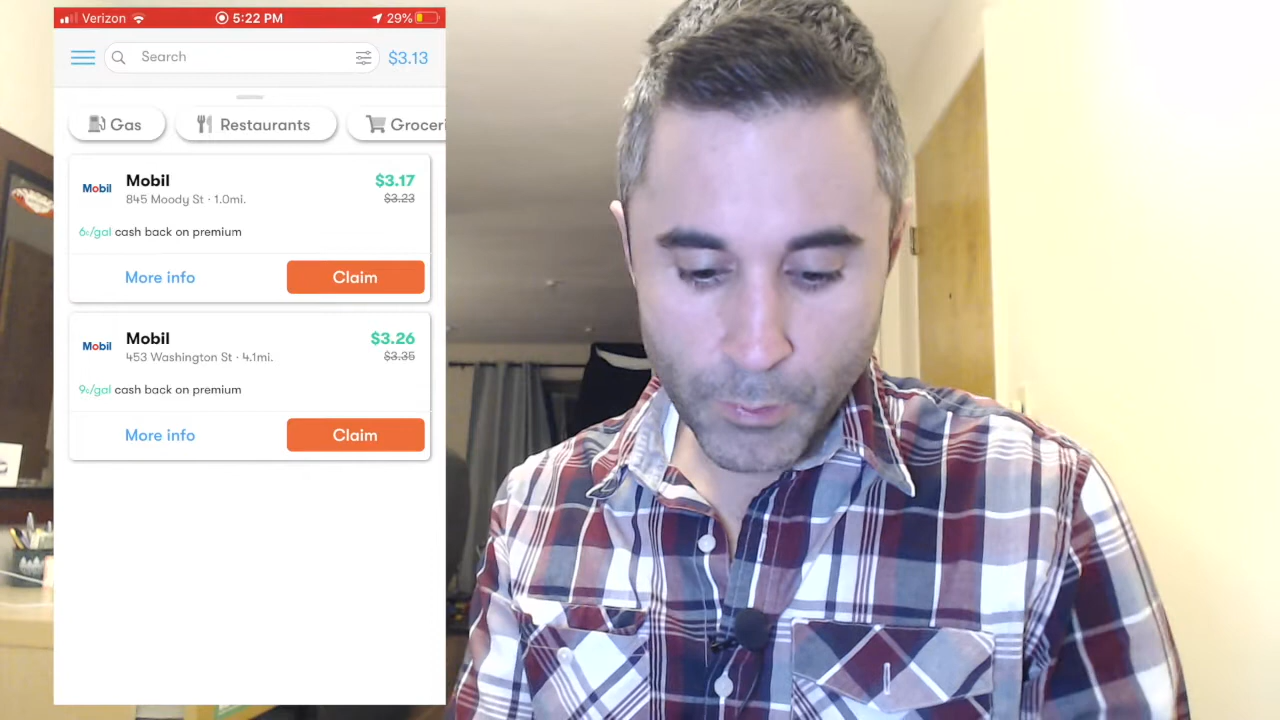 Verizon 5:22 PM 29%
Search $3.13
Gas Restaurants Groceri
Mobil Mobil $3.17
845 Moody St · 1.0mi. $3.23
6¢/gal cash back on premium
More info Claim
Mobil Mobil $3.26
453 Washington St · 4.1mi. $3.35
9¢/gal cash back on premium
More info Claim